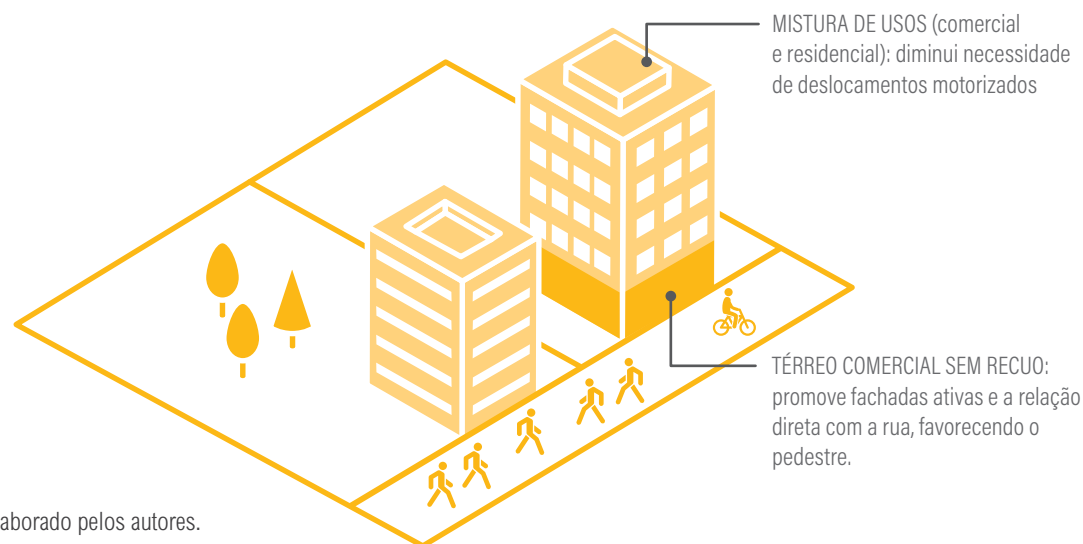 MISTURA DE USOS (comercial
e residencial): diminui necessidade
de deslocamentos motorizados
TÉRREO COMERCIAL SEM RECUO:
promove fachadas ativas e a relação
direta com a rua, favorecendo o
pedestre.
aborado pelos autores.